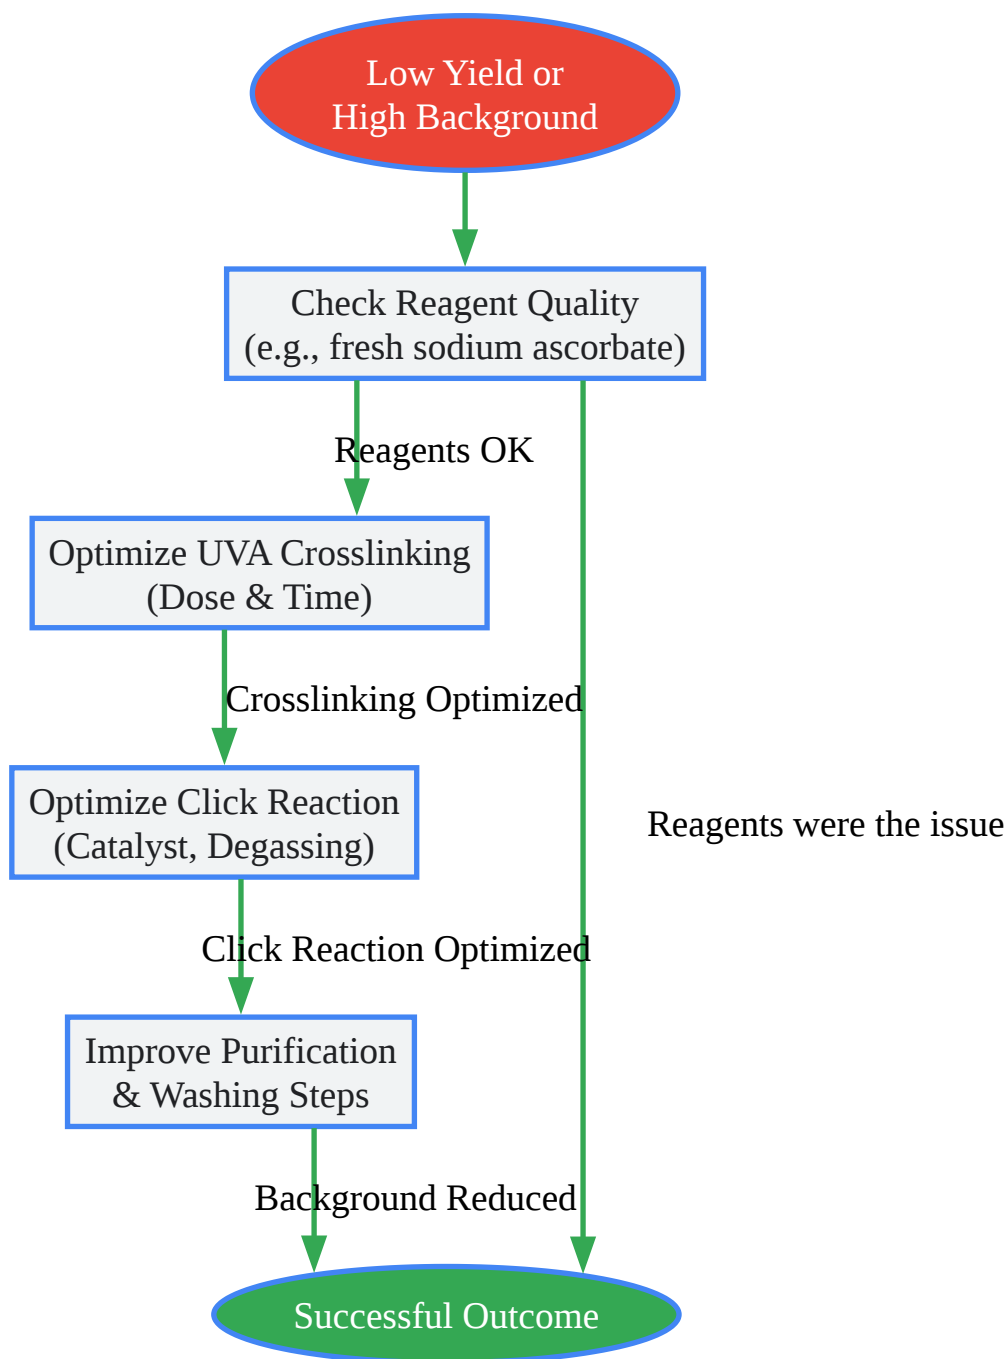 Low Yield or
High Background
Check Reagent Quality
(e.g., fresh sodium ascorbate)
Reagents OK
Optimize UVA Crosslinking
(Dose & Time)
Crosslinking Optimized
Optimize Click Reaction
(Catalyst, Degassing)
Reagents were the issue
Click Reaction Optimized
Improve Purification
& Washing Steps
Background Reduced
Successful Outcome